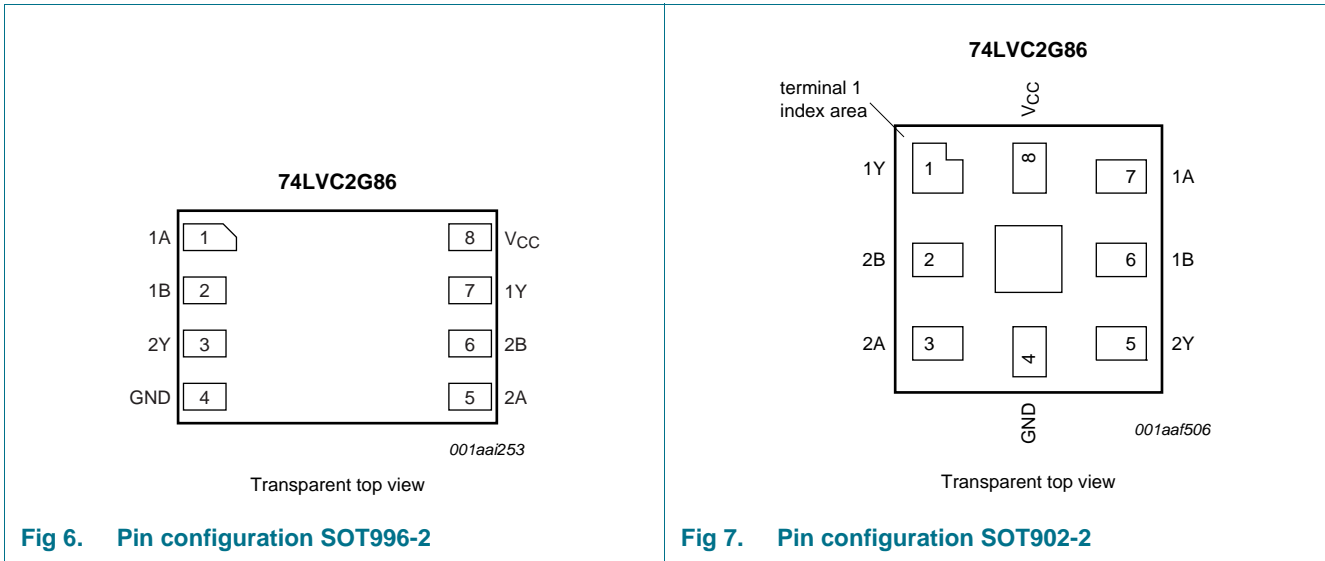 74LVC2G86
1A 1 8 VCC
1B 2 7 1Y
2Y 3 6 2B
GND 4 5 2A
001aai253
Transparent top view
Fig 6. Pin configuration SOT996-2
74LVC2G86
terminal 1
index area
VCC
1Y 1 8 7 1A
2B 2 6 1B
2A 3 4 5 2Y
GND
001aaf506
Transparent top view
Fig 7. Pin configuration SOT902-2